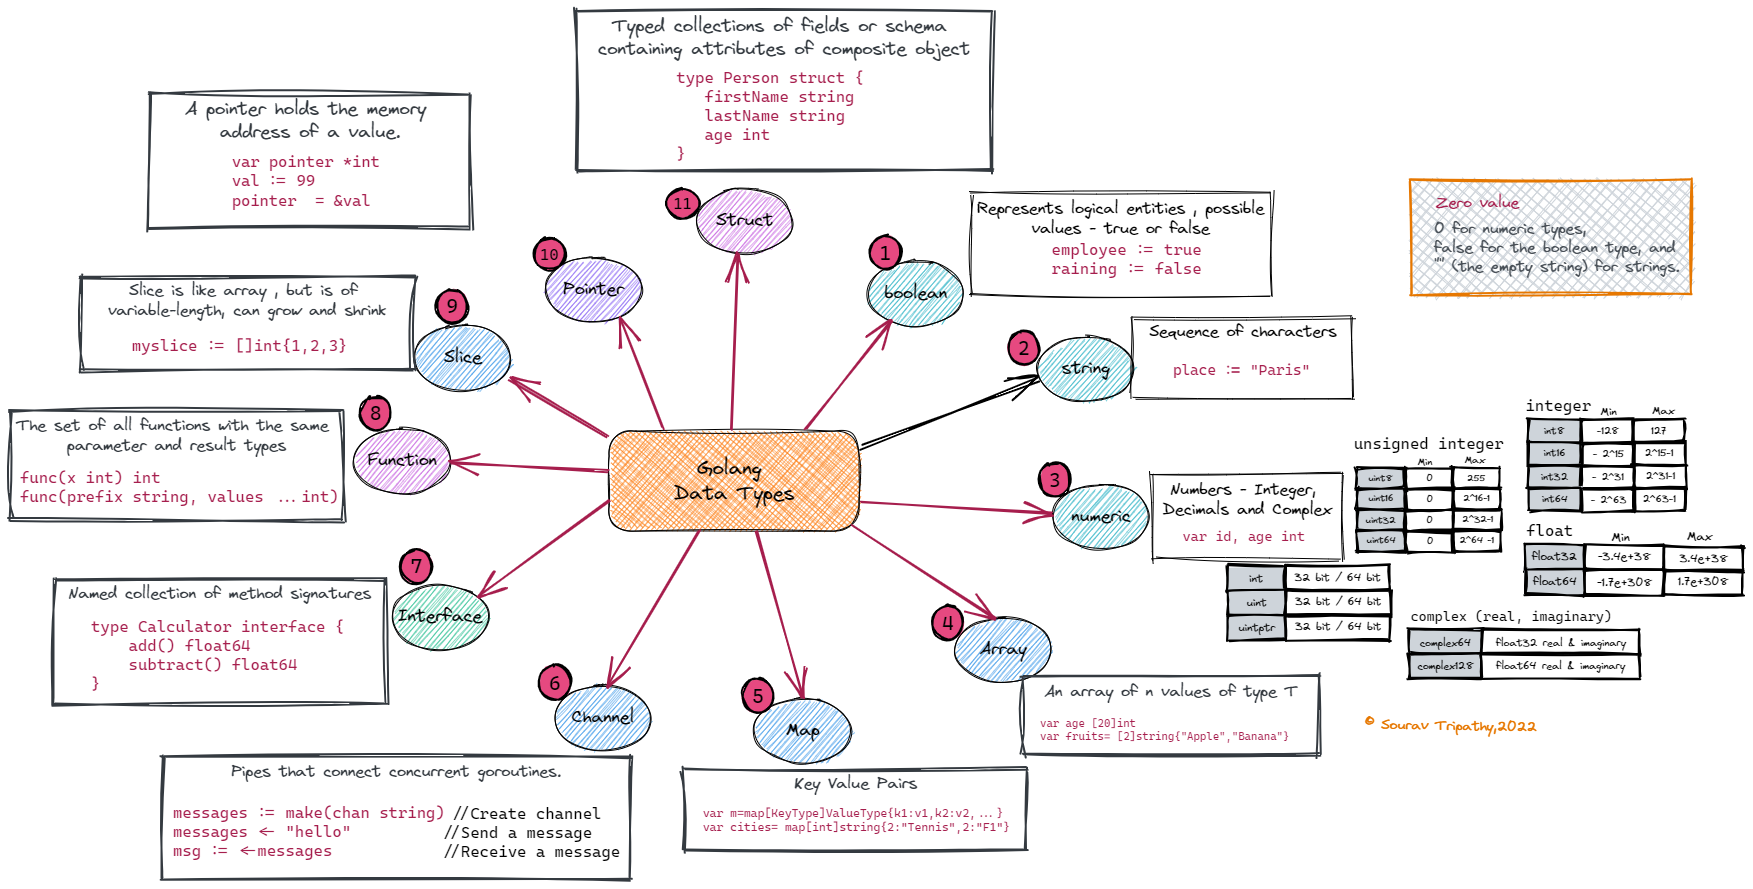 Golang
Data Types
1
boolean
Represents logical entities , possible
values - true or false
employee := true
raining := false
2
string
Sequence of characters
place := "Paris"
3
numeric
Numbers - Integer,
Decimals and Complex
var id, age int
int 32 bit / 64 bit
uint 32 bit / 64 bit
uintptr 32 bit / 64 bit
unsigned integer
Min Max
uint8 0 255
uint16 0 2^16-1
uint32 0 2^32-1
uint64 0 2^64 -1
integer
Min Max
int8 -128 127
int16 - 2^15 2^15-1
int32 - 2^31 2^31-1
int64 - 2^63 2^63-1
float
Min Max
float32 -3.4e+38 3.4e+38
float64 -1.7e+308 1.7e+308
complex (real, imaginary)
complex64 float32 real & imaginary
complex128 float64 real & imaginary
4
Array
An array of n values of type T
var age [20]int
var fruits= [2]string{"Apple","Banana"}
5
Map
Key Value Pairs
var m=map[KeyType]ValueType{k1:v1,k2:v2,...}
var cities= map[int]string{2:"Tennis",2:"F1"}
6
Channel
Pipes that connect concurrent goroutines.
messages := make(chan string) //Create channel
messages <- "hello" //Send a message
msg := <-messages //Receive a message
7
Interface
Named collection of method signatures
type Calculator interface {
add() float64
subtract() float64
}
8
Function
The set of all functions with the same
parameter and result types
func(x int) int
func(prefix string, values ...int)
9
Slice
Slice is like array , but is of
variable-length, can grow and shrink
myslice := []int{1,2,3}
10
Pointer
A pointer holds the memory
address of a value.
var pointer *int
val := 99
pointer  = &val
11
Struct
Typed collections of fields or schema
containing attributes of composite object
type Person struct {
firstName string
lastName string
age int
}
Zero value
0 for numeric types,
false for the boolean type, and
"" (the empty string) for strings.
© Sourav Tripathy,2022